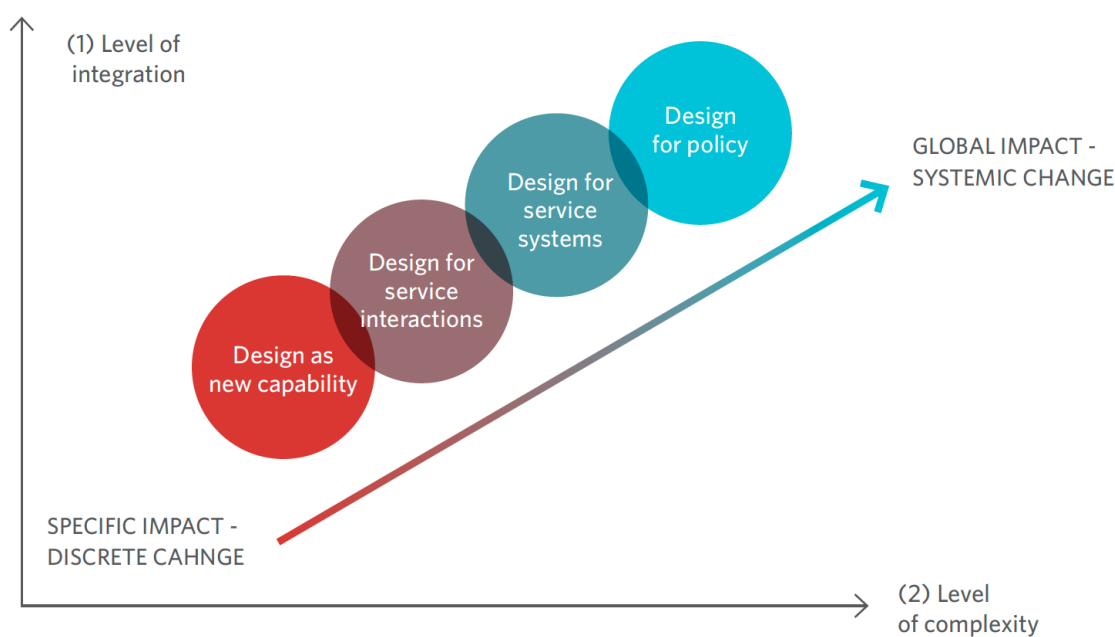 (1) Level of
integration
Design
for policy
GLOBAL IMPACT -
SYSTEMIC CHANGE
Design for
service
systems
Design for
service
interactions
Design as
new capability
SPECIFIC IMPACT -
DISCRETE CAHNGE
(2) Level
of complexity